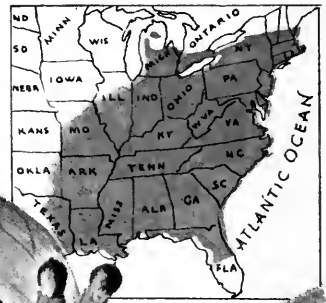 ND
MINN
WIS
MICH
ONTARIO
NY
SD
IOWA
NEBR
ILL
IND
OHIO
PA
KANS
MO
KY
W VA
VA
OKLA
ARK
TENN
NC
SC
TEXAS
LA
MISS
ALA
GA
FLA
ATLANTIC OCEAN